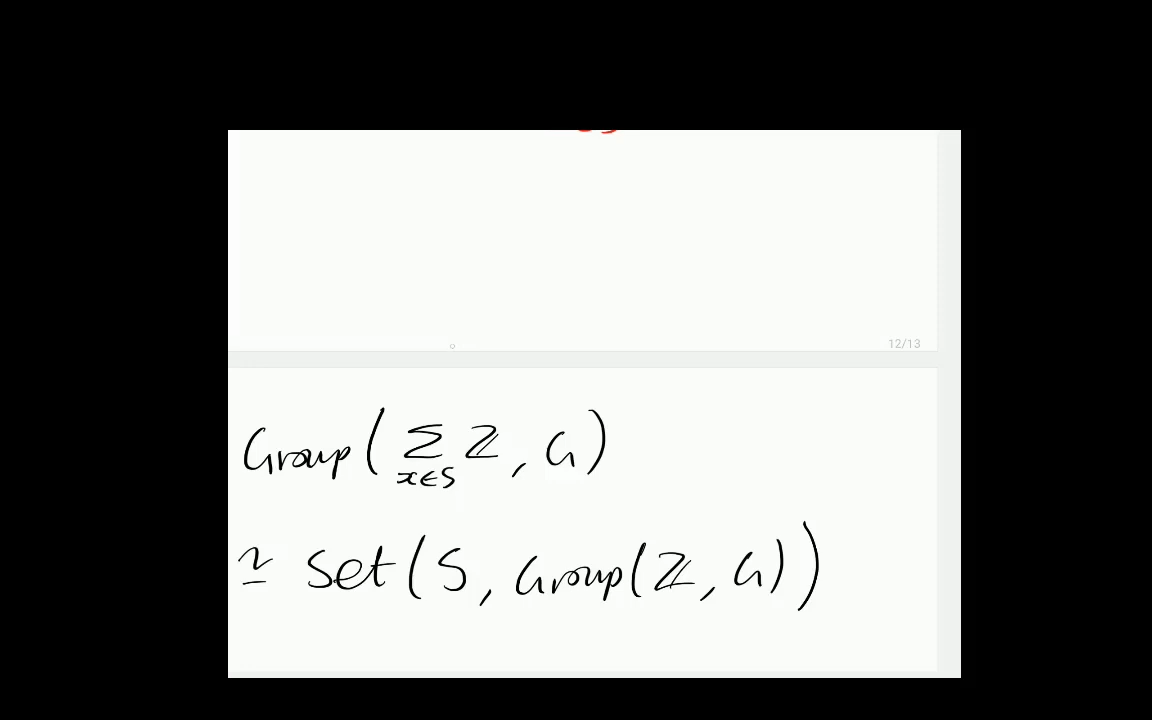 12/13
Group ( Σ ℤ , G )
x∈S
≃ Set ( S , Group ( ℤ , G ) )